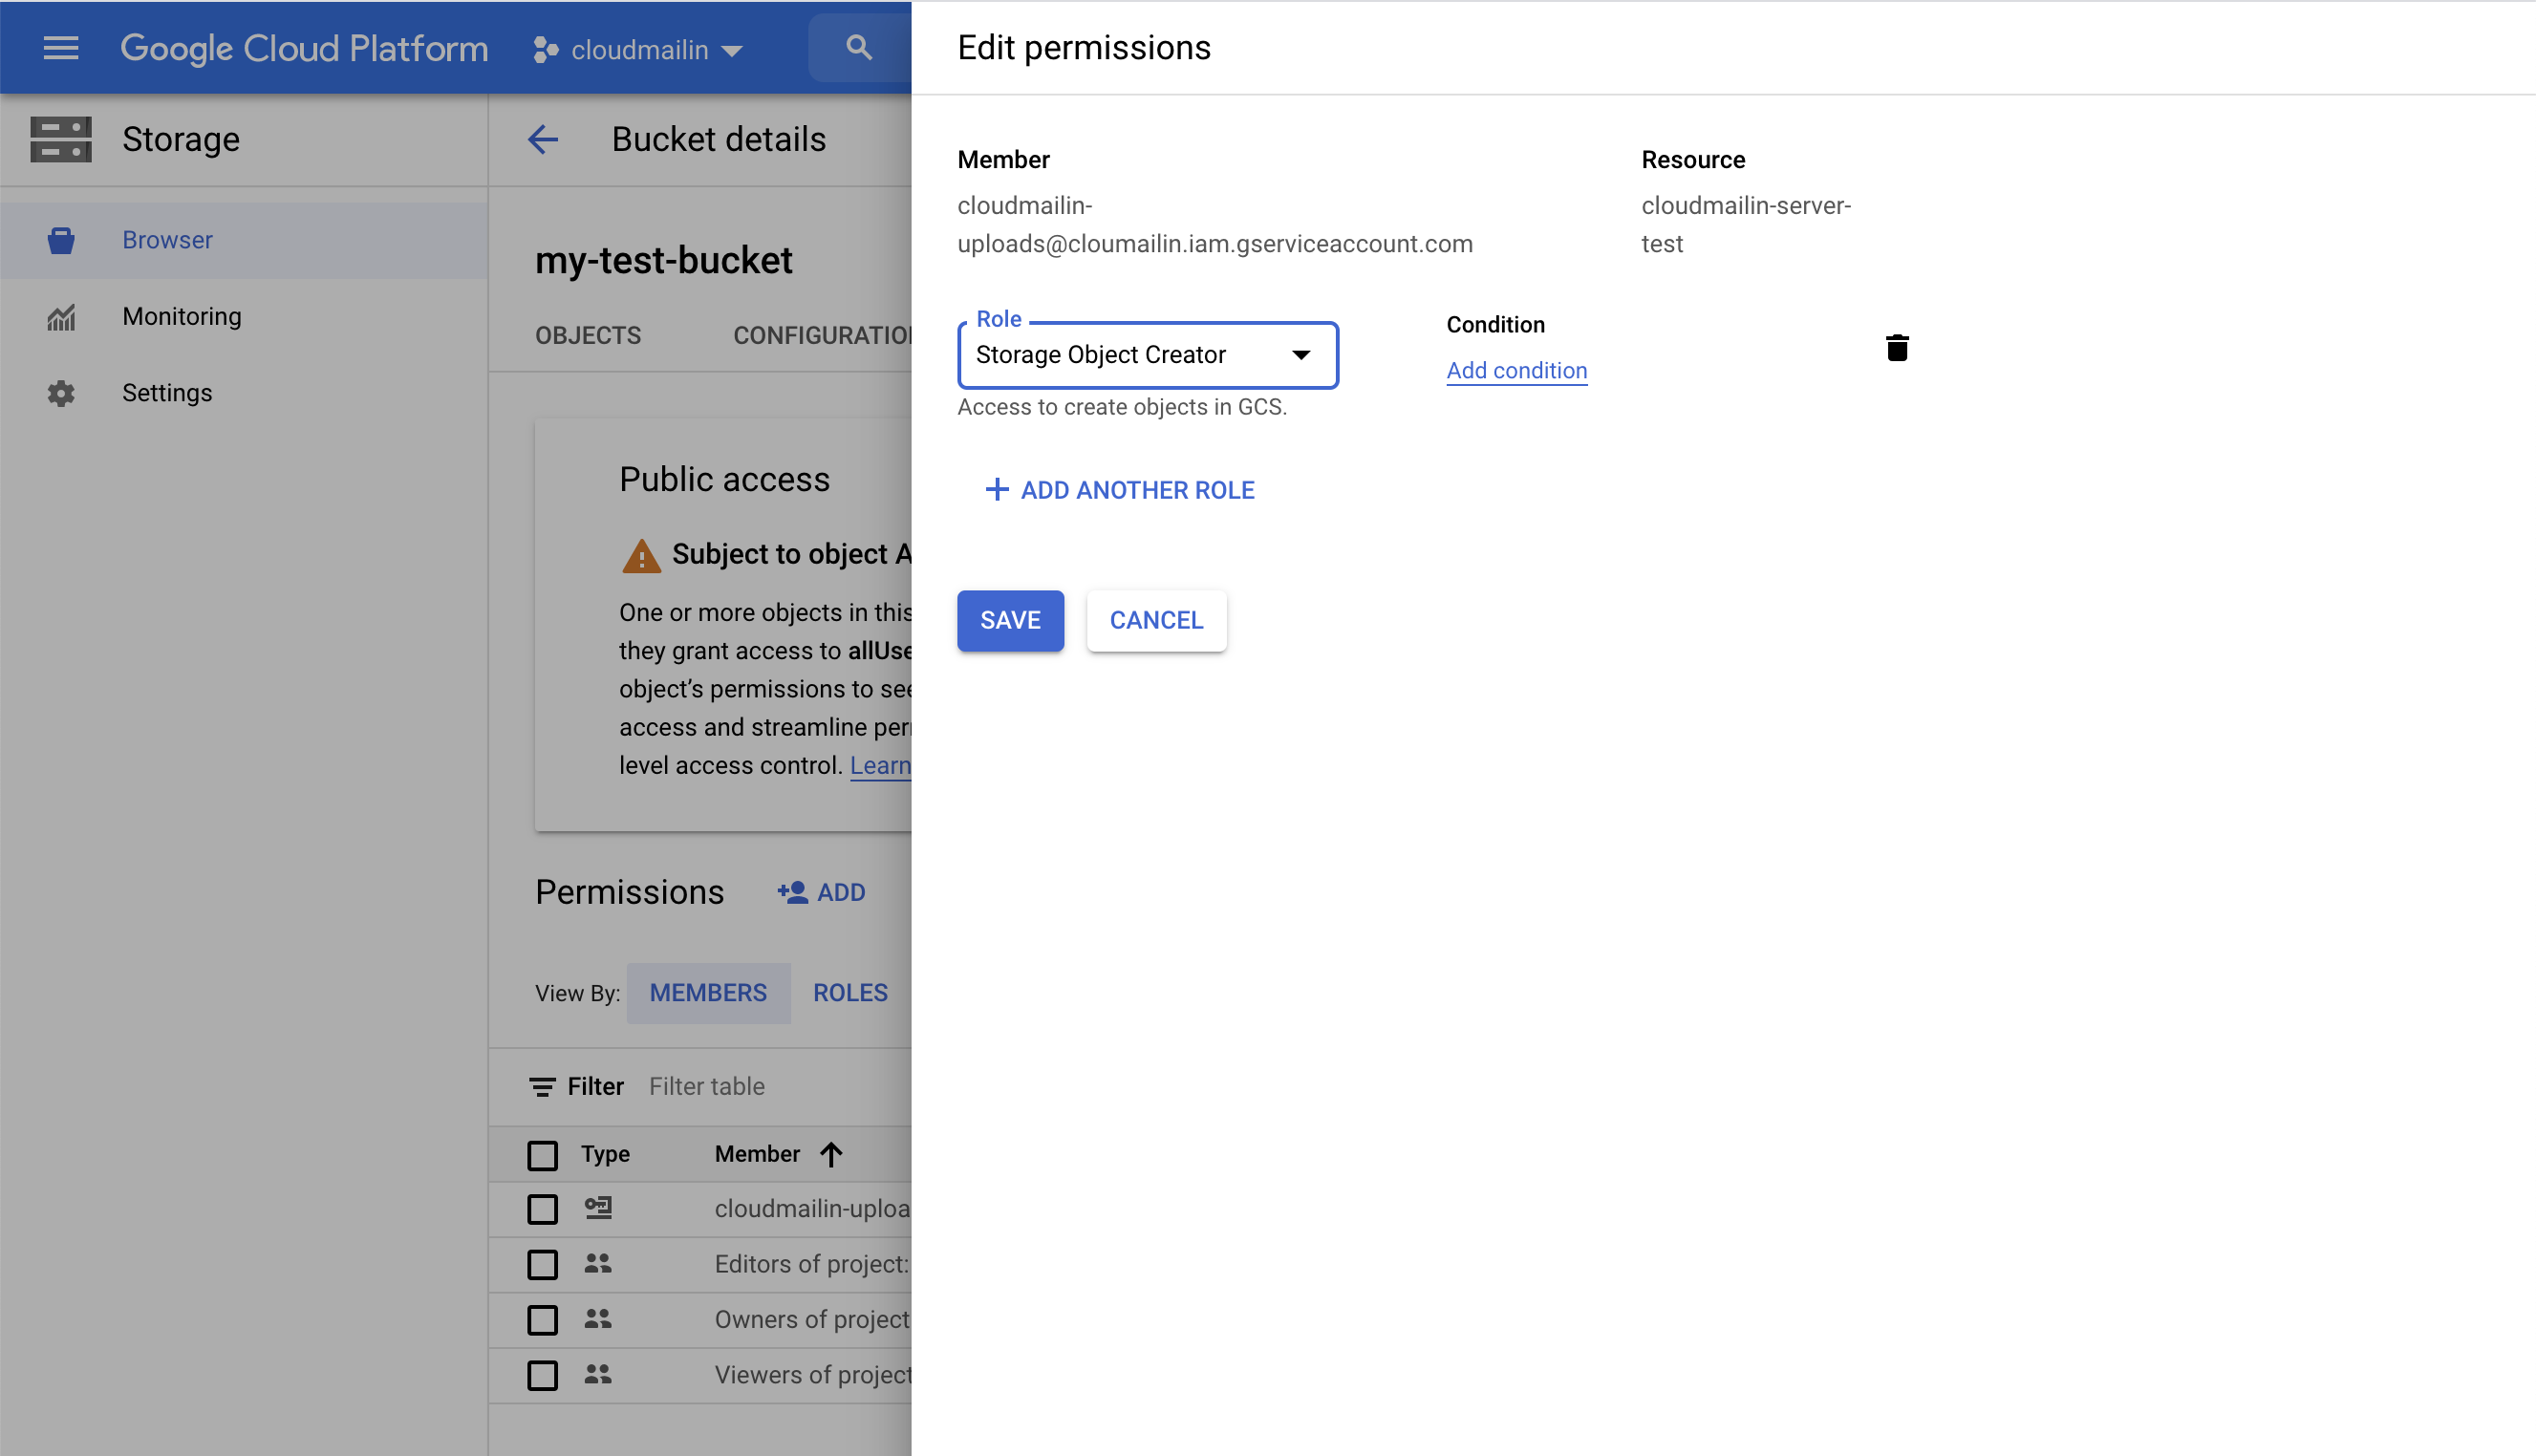 Google Cloud Platform
cloudmailin
Storage
Browser
Monitoring
Settings
Bucket details
my-test-bucket
OBJECTS CONFIGURATIO
Public access
Subject to object A
One or more objects in this
they grant access to allUse
object’s permissions to see
access and streamline per
level access control. Learn
Permissions ADD
View By: MEMBERS ROLES
Filter Filter table
Type Member
cloudmailin-uploa
Editors of project:
Owners of project
Viewers of project
Edit permissions
Member
cloudmailin-
uploads@cloumailin.iam.gserviceaccount.com
Resource
cloudmailin-server-
test
Role
Storage Object Creator
Access to create objects in GCS.
Condition
Add condition
ADD ANOTHER ROLE
SAVE CANCEL